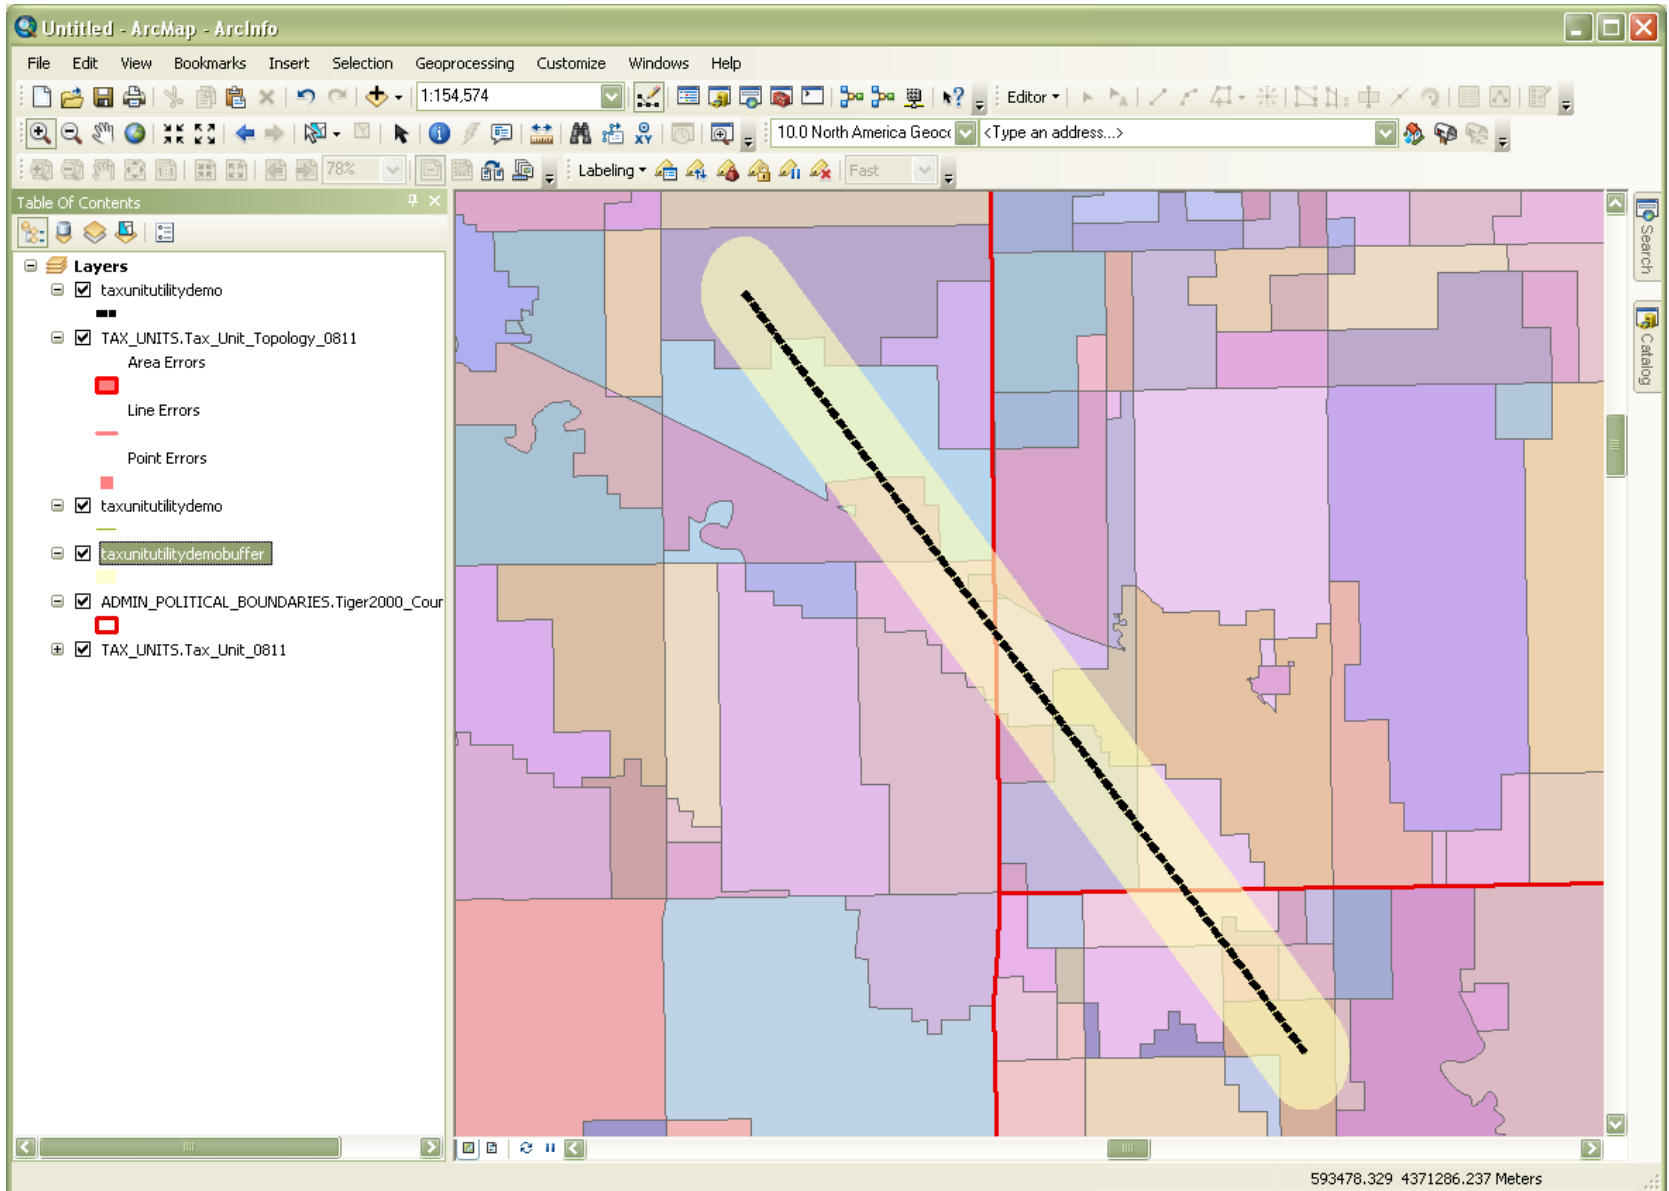 Untitled - ArcMap - ArcInfo
File Edit View Bookmarks Insert Selection Geoprocessing Customize Windows Help
1:154,574 Editor
10.0 North America Geocc <Type an address...>
78% Labeling Fast
Table Of Contents
Layers
taxunitutilitydemo
TAX_UNITS.Tax_Unit_Topology_0811
Area Errors
Line Errors
Point Errors
taxunitutilitydemo
taxunitutilitydemobuffer
ADMIN_POLITICAL_BOUNDARIES.Tiger2000_Cour
TAX_UNITS.Tax_Unit_0811
Search
Catalog
593478.329 4371286.237 Meters